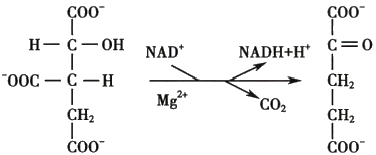 COO⁻
H — C — OH
⁻OOC — C — H
CH₂
COO⁻
NAD⁺
Mg²⁺
NADH+H⁺
CO₂
COO⁻
C = O
CH₂
CH₂
COO⁻